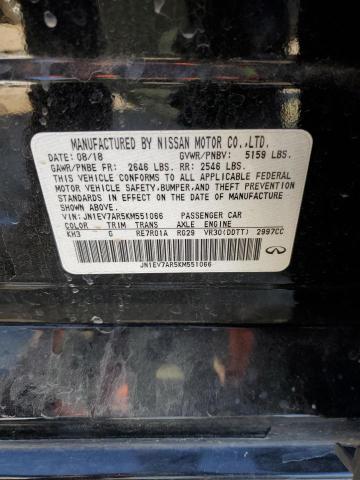 MANUFACTURED BY NISSAN MOTOR CO.,LTD.
DATE: 08/18 GVWR/PNBV: 5159 LBS.
GAWR/PNBE FR: 2646 LBS. RR: 2546 LBS.
THIS VEHICLE CONFORMS TO ALL APPLICABLE FEDERAL
MOTOR VEHICLE SAFETY,BUMPER,AND THEFT PREVENTION
STANDARDS IN EFFECT ON THE DATE OF MANUFACTURE
SHOWN ABOVE.
VIN: JN1EV7AR5KM551066 PASSENGER CAR
COLOR TRIM TRANS AXLE ENGINE
KH3 G RE7R01A RG29 VR30(DDTT) 2997CC
JN1EV7AR5KM551066